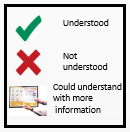 Understood
Not
understood
Could understand
with more
information